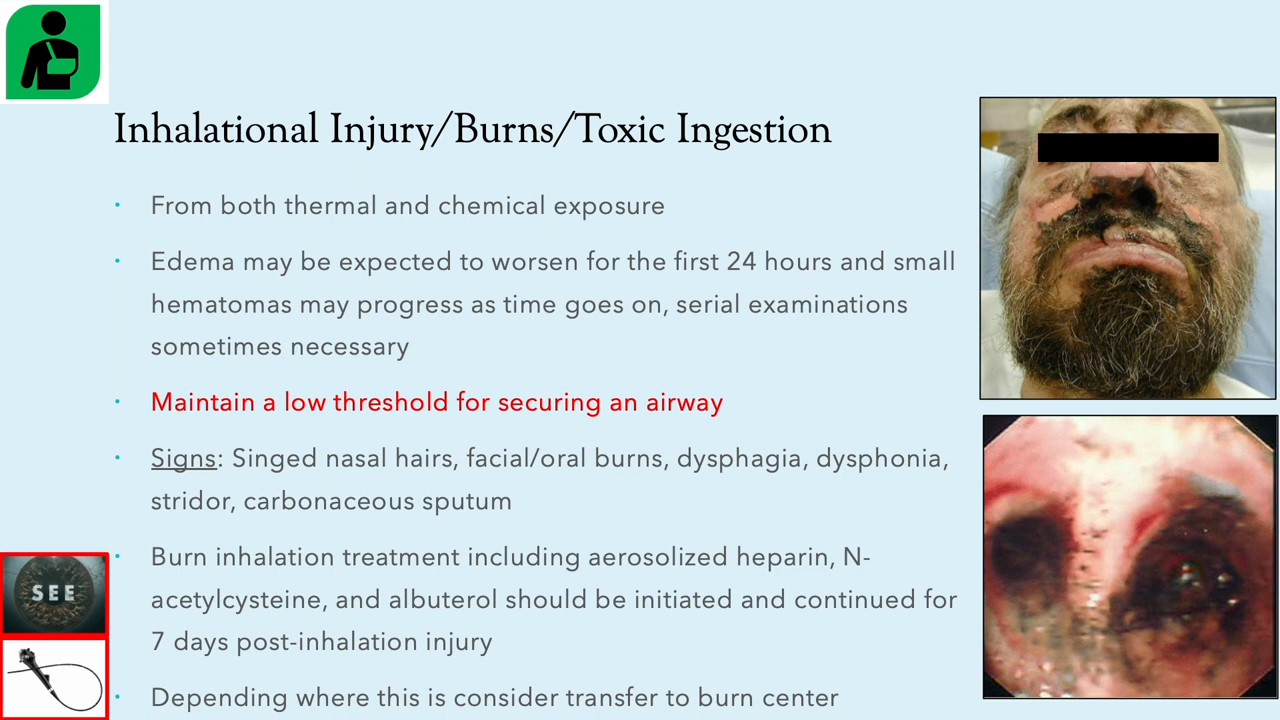 Inhalational Injury/Burns/Toxic Ingestion
• From both thermal and chemical exposure
• Edema may be expected to worsen for the first 24 hours and small
hematomas may progress as time goes on, serial examinations
sometimes necessary
• Maintain a low threshold for securing an airway
• Signs: Singed nasal hairs, facial/oral burns, dysphagia, dysphonia,
stridor, carbonaceous sputum
• Burn inhalation treatment including aerosolized heparin, N-
acetylcysteine, and albuterol should be initiated and continued for
7 days post-inhalation injury
• Depending where this is consider transfer to burn center
SEE